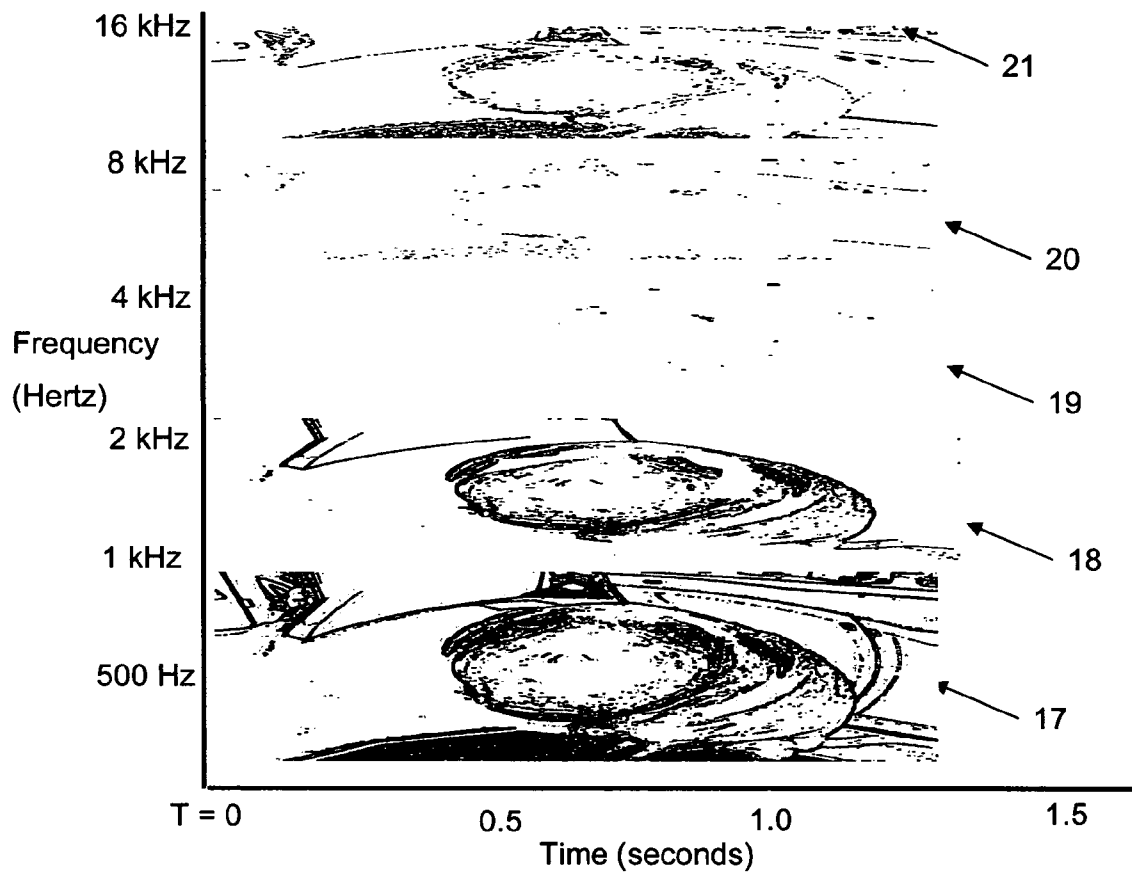 16 kHz
21
8 kHz
20
4 kHz
Frequency
(Hertz)
19
2 kHz
1 kHz
18
500 Hz
17
T = 0
0.5
1.0
1.5
Time (seconds)